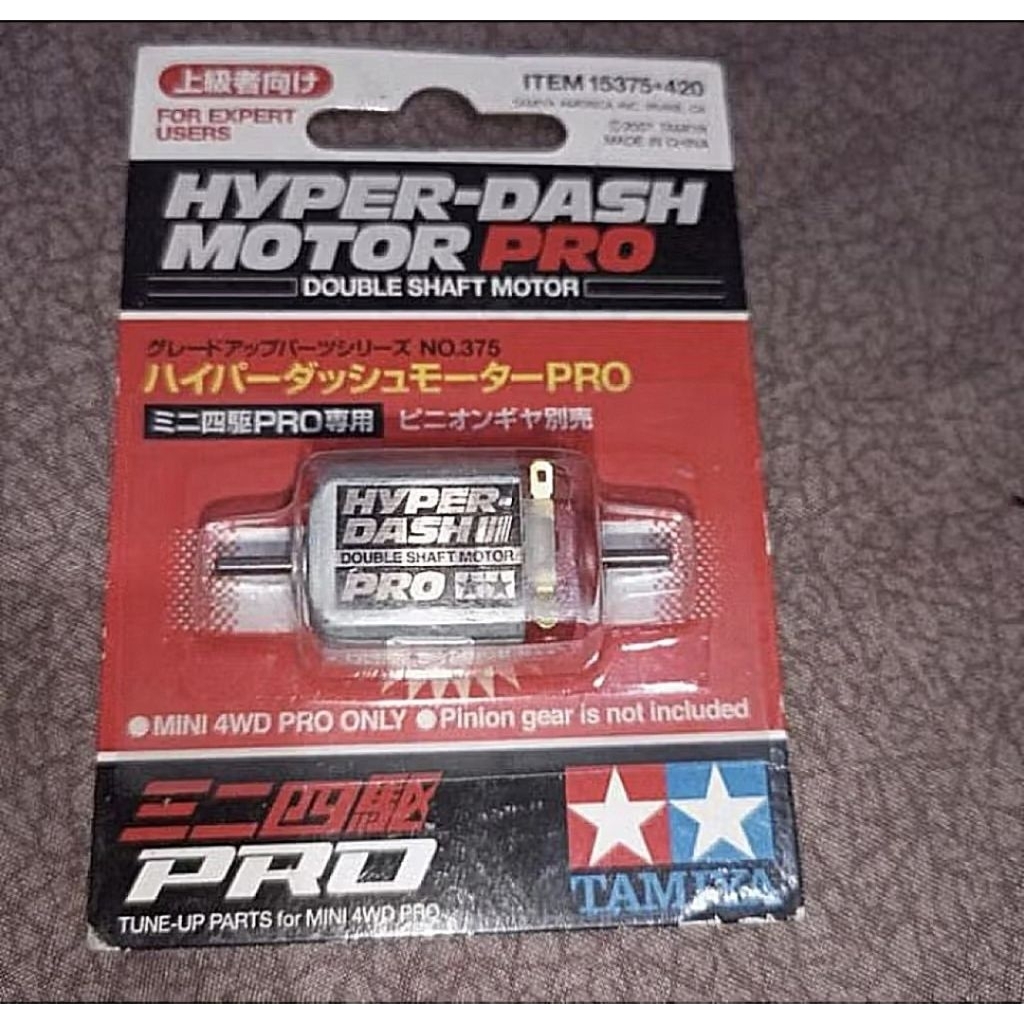 上級者向け
FOR EXPERT
USERS
ITEM 15375*420
TAMIYA AMERICA INC.
TAMIYA
MADE IN CHINA
HYPER-DASH
MOTOR PRO
DOUBLE SHAFT MOTOR
グレードアップパーツシリーズ NO.375
ハイパーダッシュモーターPRO
ミニ四駆PRO専用 ピニオンギヤ別売
HYPER-
DASH
DOUBLE SHAFT MOTOR
PRO
●MINI 4WD PRO ONLY ●Pinion gear is not included
ミニ四駆
PRO
TUNE-UP PARTS for MINI 4WD PRO
TAMIYA